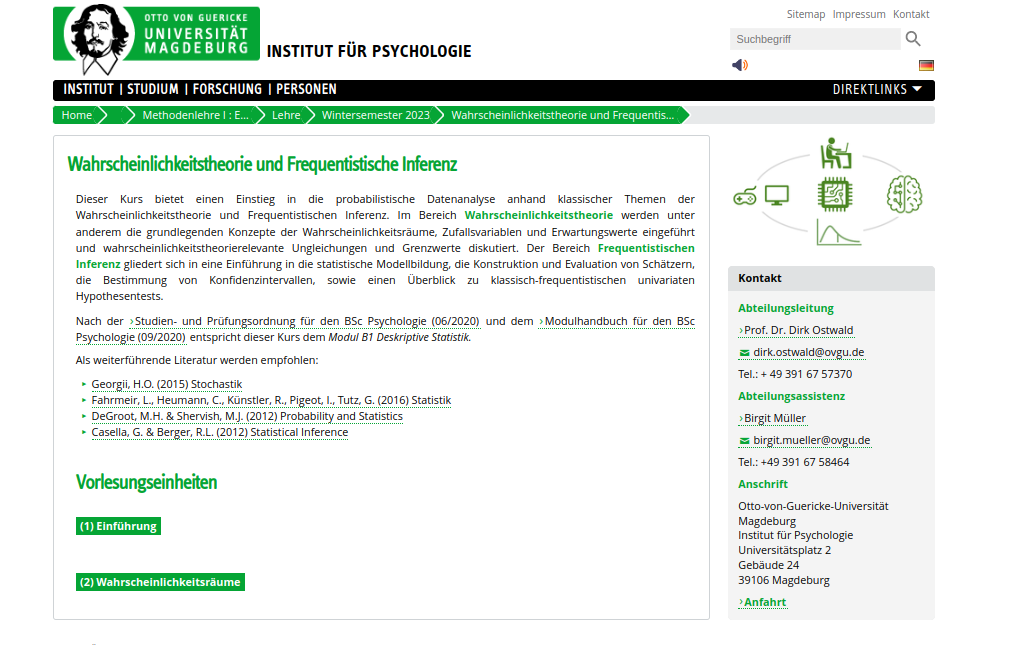 Sitemap Impressum Kontakt
OTTO VON GUERICKE
UNIVERSITÄT
MAGDEBURG
INSTITUT FÜR PSYCHOLOGIE
Suchbegriff
INSTITUT | STUDIUM | FORSCHUNG | PERSONEN
DIREKTLINKS
Home
Methodenlehre I : E...
Lehre
Wintersemester 2023
Wahrscheinlichkeitstheorie und Frequentis...
Wahrscheinlichkeitstheorie und Frequentistische Inferenz
Dieser Kurs bietet einen Einstieg in die probabilistische Datenanalyse anhand klassischer Themen der
Wahrscheinlichkeitstheorie und Frequentistischen Inferenz. Im Bereich Wahrscheinlichkeitstheorie werden unter
anderem die grundlegenden Konzepte der Wahrscheinlichkeitsräume, Zufallsvariablen und Erwartungswerte eingeführt
und wahrscheinlichkeitstheorierelevante Ungleichungen und Grenzwerte diskutiert. Der Bereich Frequentistischen
Inferenz gliedert sich in eine Einführung in die statistische Modellbildung, die Konstruktion und Evaluation von Schätzern,
die Bestimmung von Konfidenzintervallen, sowie einen Überblick zu klassisch-frequentistischen univariaten
Hypothesentests.
Nach der ›Studien- und Prüfungsordnung für den BSc Psychologie (06/2020) und dem ›Modulhandbuch für den BSc
Psychologie (09/2020) entspricht dieser Kurs dem Modul B1 Deskriptive Statistik.
Als weiterführende Literatur werden empfohlen:
Georgii, H.O. (2015) Stochastik
Fahrmeir, L., Heumann, C., Künstler, R., Pigeot, I., Tutz, G. (2016) Statistik
DeGroot, M.H. & Shervish, M.J. (2012) Probability and Statistics
Casella, G. & Berger, R.L. (2012) Statistical Inference
Vorlesungseinheiten
(1) Einführung
(2) Wahrscheinlichkeitsräume
Kontakt
Abteilungsleitung
›Prof. Dr. Dirk Ostwald
dirk.ostwald@ovgu.de
Tel.: + 49 391 67 57370
Abteilungsassistenz
›Birgit Müller
birgit.mueller@ovgu.de
Tel.: +49 391 67 58464
Anschrift
Otto-von-Guericke-Universität
Magdeburg
Institut für Psychologie
Universitätsplatz 2
Gebäude 24
39106 Magdeburg
›Anfahrt